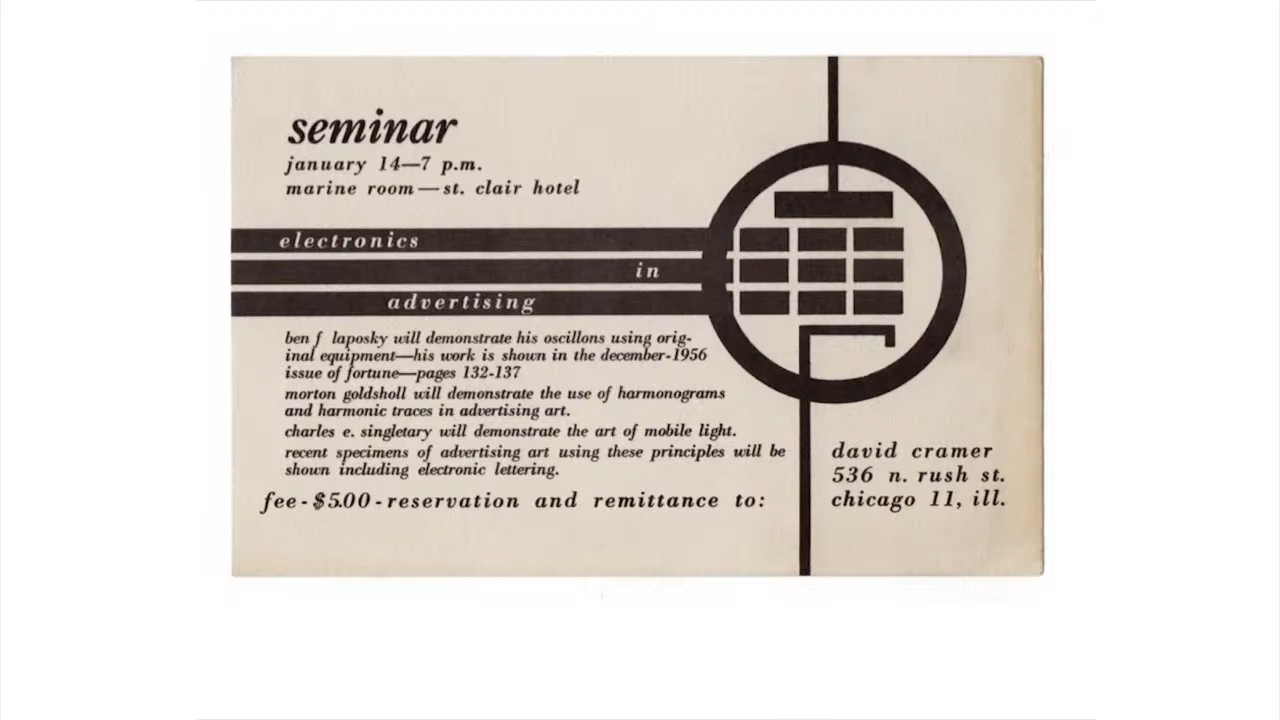 seminar
january 14—7 p.m.
marine room—st. clair hotel
electronics
in
advertising
ben f laposky will demonstrate his oscillons using orig-
inal equipment—his work is shown in the december-1956
issue of fortune—pages 132-137
morton goldsholl will demonstrate the use of harmonograms
and harmonic traces in advertising art.
charles e. singletary will demonstrate the art of mobile light.
recent specimens of advertising art using these principles will be
shown including electronic lettering.
fee-$5.00-reservation and remittance to:
david cramer
536 n. rush st.
chicago 11, ill.